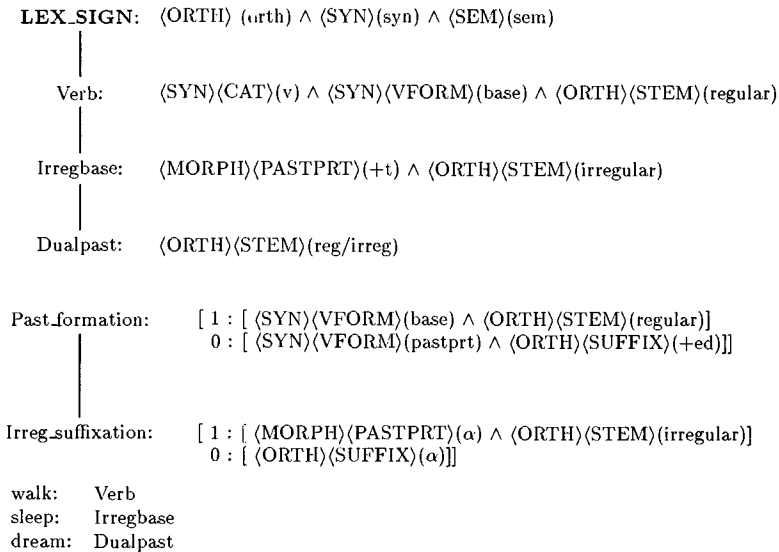 LEX_SIGN: ⟨ORTH⟩ (orth) ∧ ⟨SYN⟩(syn) ∧ ⟨SEM⟩(sem)
Verb: ⟨SYN⟩⟨CAT⟩(v) ∧ ⟨SYN⟩⟨VFORM⟩(base) ∧ ⟨ORTH⟩⟨STEM⟩(regular)
Irregbase: ⟨MORPH⟩⟨PASTPRT⟩(+t) ∧ ⟨ORTH⟩⟨STEM⟩(irregular)
Dualpast: ⟨ORTH⟩⟨STEM⟩(reg/irreg)
Past_formation: [ 1 : [ ⟨SYN⟩⟨VFORM⟩(base) ∧ ⟨ORTH⟩⟨STEM⟩(regular)]
0 : [ ⟨SYN⟩⟨VFORM⟩(pastprt) ∧ ⟨ORTH⟩⟨SUFFIX⟩(+ed)]]
Irreg_suffixation: [ 1 : [ ⟨MORPH⟩⟨PASTPRT⟩(α) ∧ ⟨ORTH⟩⟨STEM⟩(irregular)]
0 : [ ⟨ORTH⟩⟨SUFFIX⟩(α)]]
walk: Verb
sleep: Irregbase
dream: Dualpast